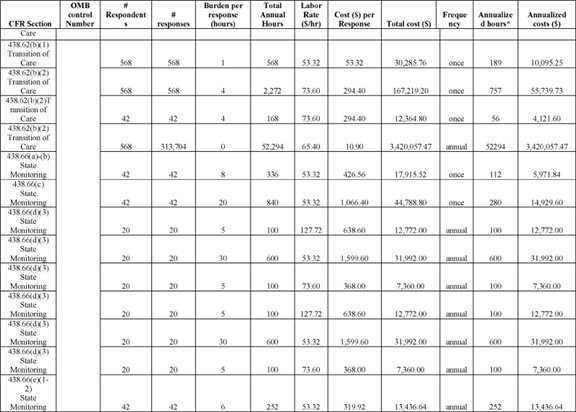 CFR Section | OMB control Number | # Respondents | # responses | Burden per response (hours) | Total Annual Hours | Labor Rate ($/hr) | Cost ($) per Response | Total cost ($) | Frequency | Annualized hours* | Annualized costs ($)
Care
438.62(b)(1) Transition of Care | 568 | 568 | 1 | 568 | 53.32 | 53.32 | 30,285.76 | once | 189 | 10,095.25
438.62(b)(2) Transition of Care | 568 | 568 | 4 | 2,272 | 73.60 | 294.40 | 167,219.20 | once | 757 | 55,739.73
438.62(b)(2)Transition of Care | 42 | 42 | 4 | 168 | 73.60 | 294.40 | 12,364.80 | once | 56 | 4,121.60
438.62(b)(2) Transition of Care | 568 | 313,704 | 0 | 52,294 | 65.40 | 10.90 | 3,420,057.47 | annual | 52294 | 3,420,057.47
438.66(a)-(b) State Monitoring | 42 | 42 | 8 | 336 | 53.32 | 426.56 | 17,915.52 | once | 112 | 5,971.84
438.66(c) State Monitoring | 42 | 42 | 20 | 840 | 53.32 | 1,066.40 | 44,788.80 | once | 280 | 14,929.60
438.66(d)(3) State Monitoring | 20 | 20 | 5 | 100 | 127.72 | 638.60 | 12,772.00 | annual | 100 | 12,772.00
438.66(d)(3) State Monitoring | 20 | 20 | 30 | 600 | 53.32 | 1,599.60 | 31,992.00 | annual | 600 | 31,992.00
438.66(d)(3) State Monitoring | 20 | 20 | 5 | 100 | 73.60 | 368.00 | 7,360.00 | annual | 100 | 7,360.00
438.66(d)(3) State Monitoring | 20 | 20 | 5 | 100 | 127.72 | 638.60 | 12,772.00 | annual | 100 | 12,772.00
438.66(d)(3) State Monitoring | 20 | 20 | 30 | 600 | 53.32 | 1,599.60 | 31,992.00 | annual | 600 | 31,992.00
438.66(d)(3) State Monitoring | 20 | 20 | 5 | 100 | 73.60 | 368.00 | 7,360.00 | annual | 100 | 7,360.00
438.66(e)(1-2) State Monitoring | 42 | 42 | 6 | 252 | 53.32 | 319.92 | 13,436.64 | annual | 252 | 13,436.64